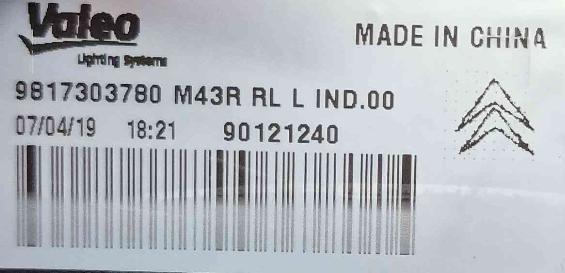 Valeo
Lighting Systems
MADE IN CHINA
9817303780 M43R RL L IND.00
07/04/19 18:21 90121240